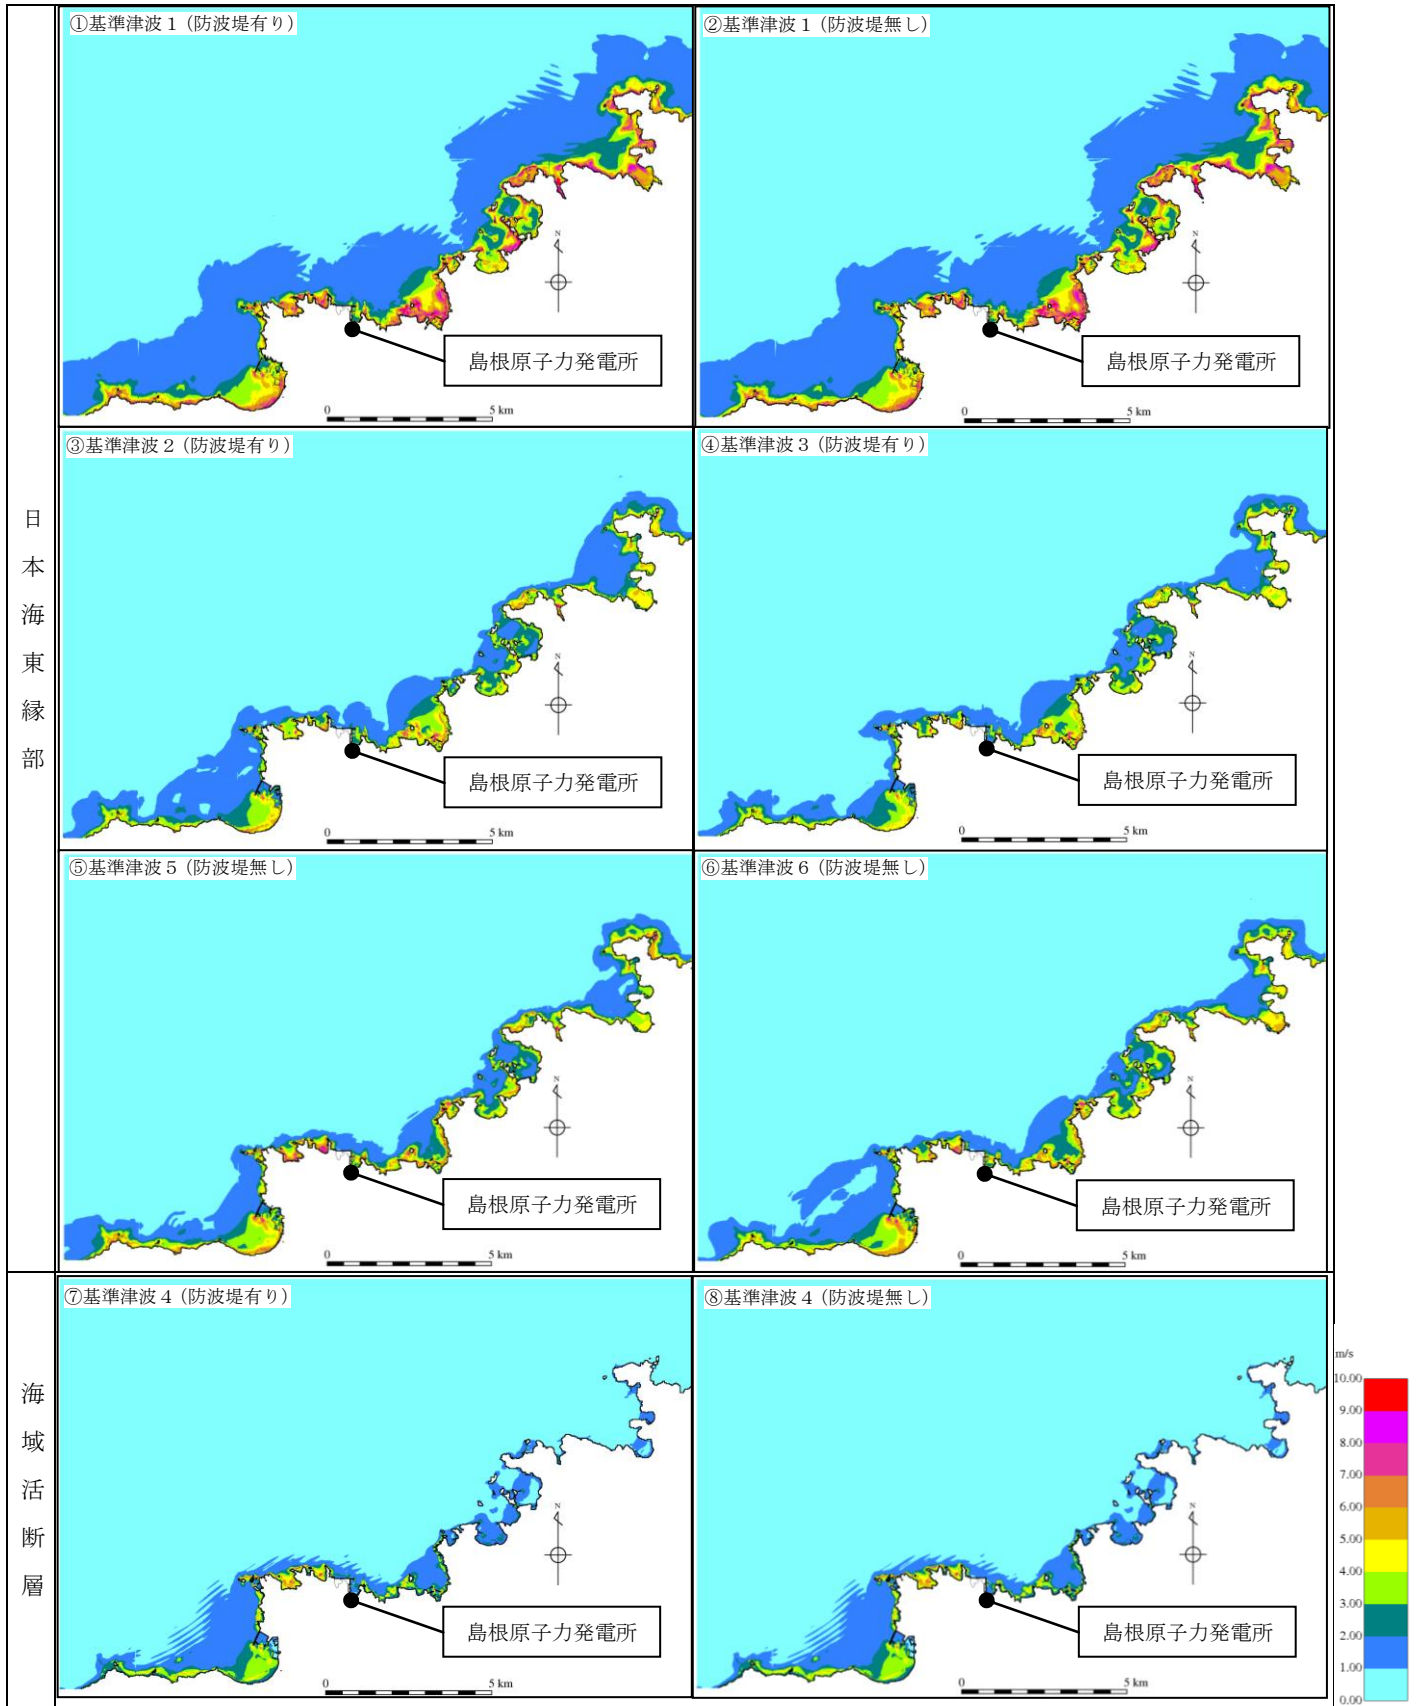 ①基準津波１（防波堤有り）
②基準津波１（防波堤無し）
N
N
島根原子力発電所
島根原子力発電所
0 5 km
0 5 km
③基準津波２（防波堤有り）
④基準津波３（防波堤有り）
日本海東縁部
N
N
島根原子力発電所
島根原子力発電所
0 5 km
0 5 km
⑤基準津波５（防波堤無し）
⑥基準津波６（防波堤無し）
N
N
島根原子力発電所
島根原子力発電所
0 5 km
0 5 km
⑦基準津波４（防波堤有り）
⑧基準津波４（防波堤無し）
海域活断層
N
N
島根原子力発電所
島根原子力発電所
0 5 km
0 5 km
m/s
10.00
9.00
8.00
7.00
6.00
5.00
4.00
3.00
2.00
1.00
0.00